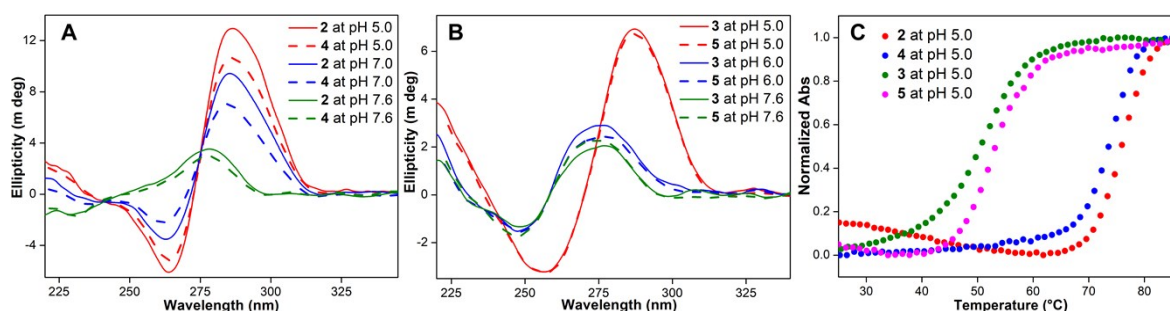 A
2 at pH 5.0
4 at pH 5.0
2 at pH 7.0
4 at pH 7.0
2 at pH 7.6
4 at pH 7.6
Ellipticity (m deg)
12
8
4
0
-4
225 250 275 300 325
Wavelength (nm)
B
3 at pH 5.0
5 at pH 5.0
3 at pH 6.0
5 at pH 6.0
3 at pH 7.6
5 at pH 7.6
Ellipticity (m deg)
6
4
2
0
-2
225 250 275 300 325
Wavelength (nm)
C
2 at pH 5.0
4 at pH 5.0
3 at pH 5.0
5 at pH 5.0
Normalized Abs
1.0
0.8
0.6
0.4
0.2
0.0
30 40 50 60 70 80
Temperature (°C)